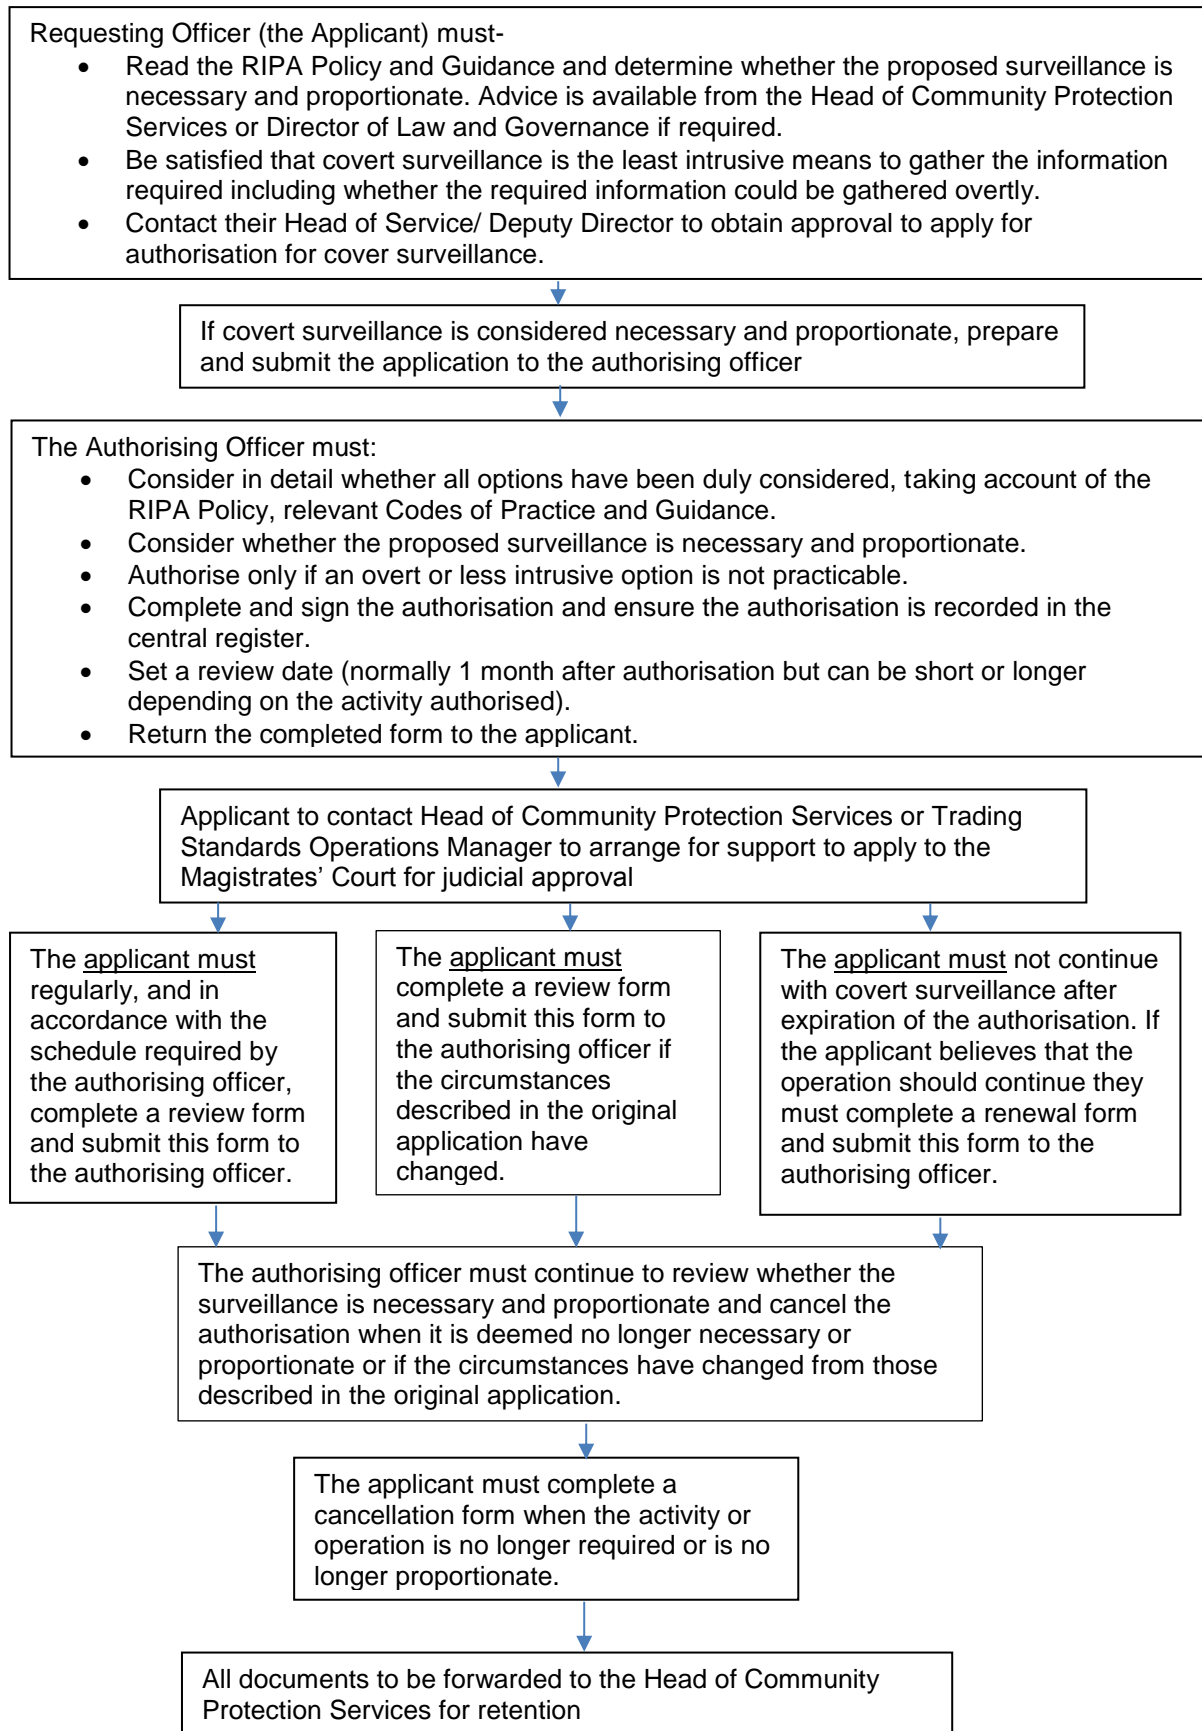 Requesting Officer (the Applicant) must-
• Read the RIPA Policy and Guidance and determine whether the proposed surveillance is
necessary and proportionate. Advice is available from the Head of Community Protection
Services or Director of Law and Governance if required.
• Be satisfied that covert surveillance is the least intrusive means to gather the information
required including whether the required information could be gathered overtly.
• Contact their Head of Service/ Deputy Director to obtain approval to apply for
authorisation for cover surveillance.
If covert surveillance is considered necessary and proportionate, prepare
and submit the application to the authorising officer
The Authorising Officer must:
• Consider in detail whether all options have been duly considered, taking account of the
RIPA Policy, relevant Codes of Practice and Guidance.
• Consider whether the proposed surveillance is necessary and proportionate.
• Authorise only if an overt or less intrusive option is not practicable.
• Complete and sign the authorisation and ensure the authorisation is recorded in the
central register.
• Set a review date (normally 1 month after authorisation but can be short or longer
depending on the activity authorised).
• Return the completed form to the applicant.
Applicant to contact Head of Community Protection Services or Trading
Standards Operations Manager to arrange for support to apply to the
Magistrates’ Court for judicial approval
The applicant must
regularly, and in
accordance with the
schedule required by
the authorising officer,
complete a review form
and submit this form to
the authorising officer.
The applicant must
complete a review form
and submit this form to
the authorising officer if
the circumstances
described in the original
application have
changed.
The applicant must not continue
with covert surveillance after
expiration of the authorisation. If
the applicant believes that the
operation should continue they
must complete a renewal form
and submit this form to the
authorising officer.
The authorising officer must continue to review whether the
surveillance is necessary and proportionate and cancel the
authorisation when it is deemed no longer necessary or
proportionate or if the circumstances have changed from those
described in the original application.
The applicant must complete a
cancellation form when the activity or
operation is no longer required or is no
longer proportionate.
All documents to be forwarded to the Head of Community
Protection Services for retention